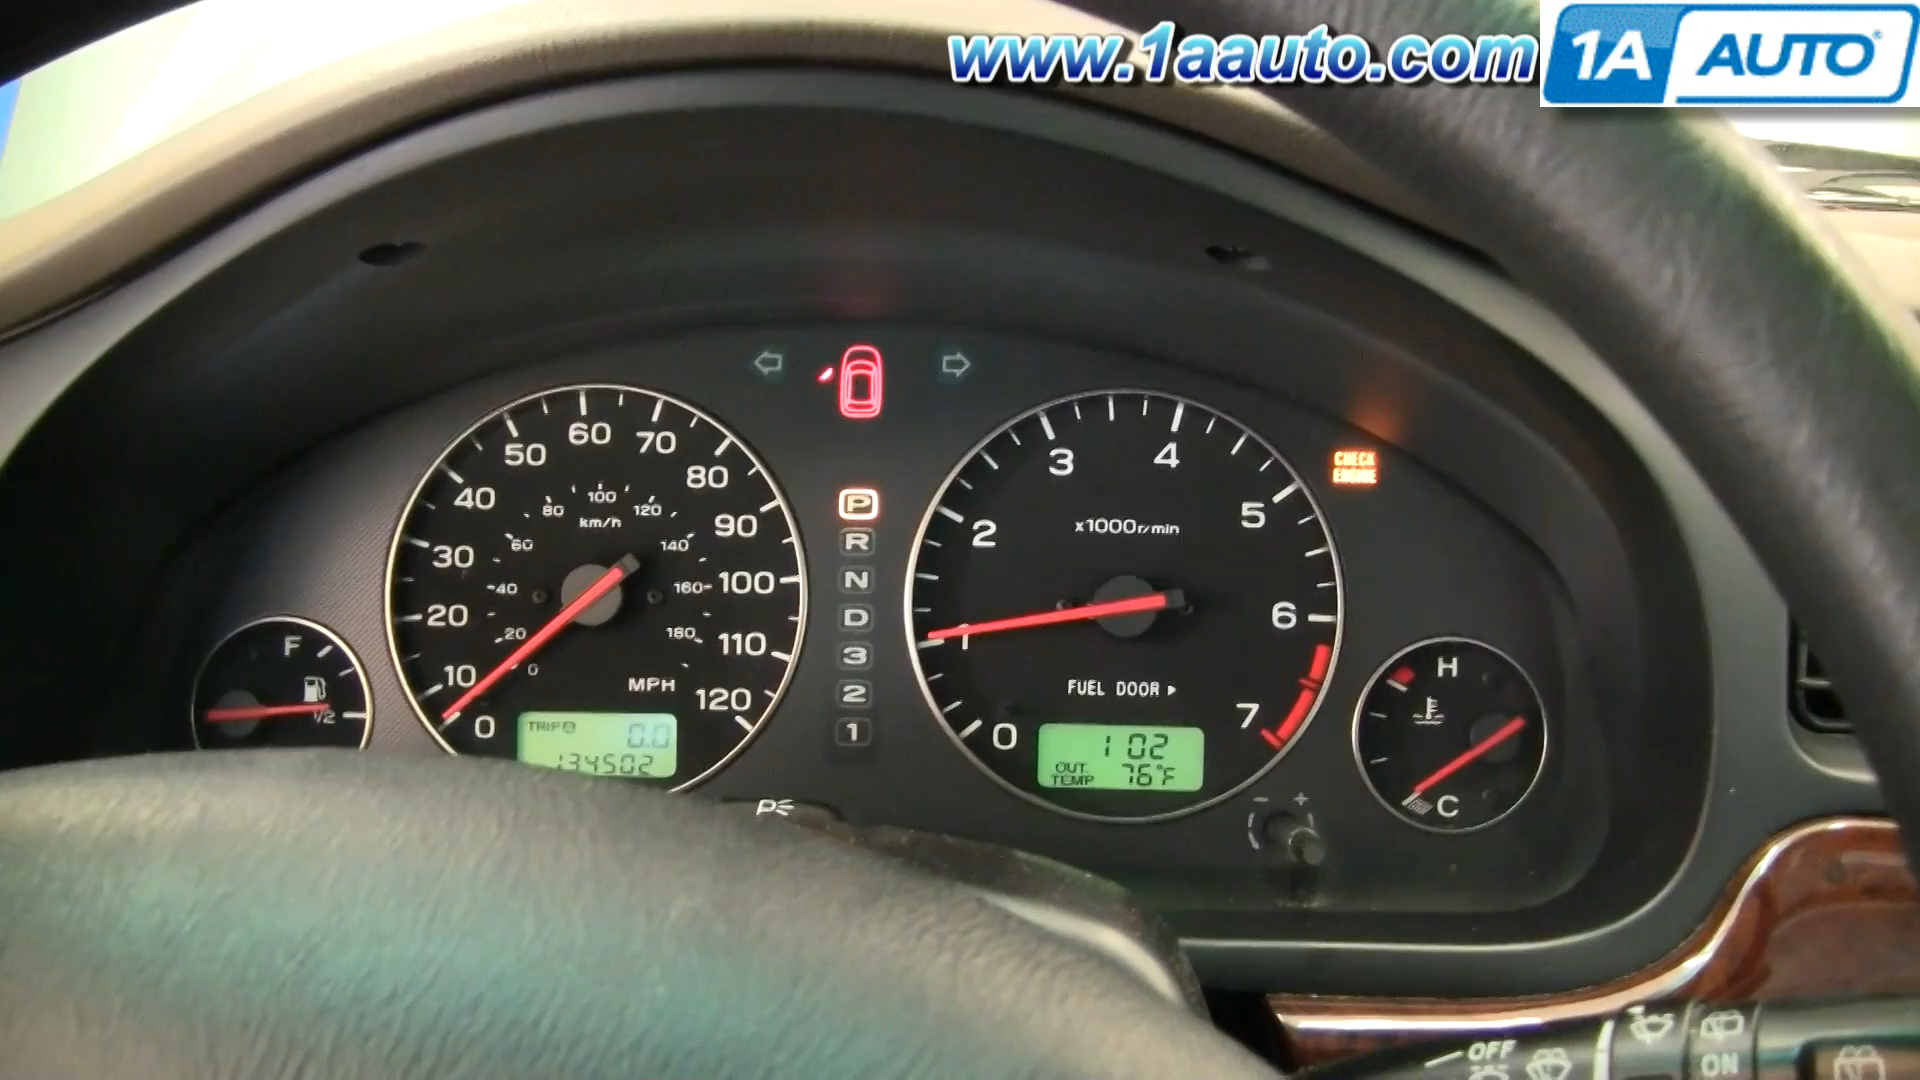 www.1aauto.com
1A AUTO
50 60 70
40 80
30 90
20 100
10 110
0 120
80 100 120
km/h
60 140
40 160
20 180
0
MPH
TRIP A 0.0
134502
F
1/2
P
R
N
D
3
2
1
3 4
2 5
1 6
0 7
x1000r/min
FUEL DOOR
1 02
OUT TEMP 76°F
CHECK
ENGINE
H
C
- +
P
OFF
ON